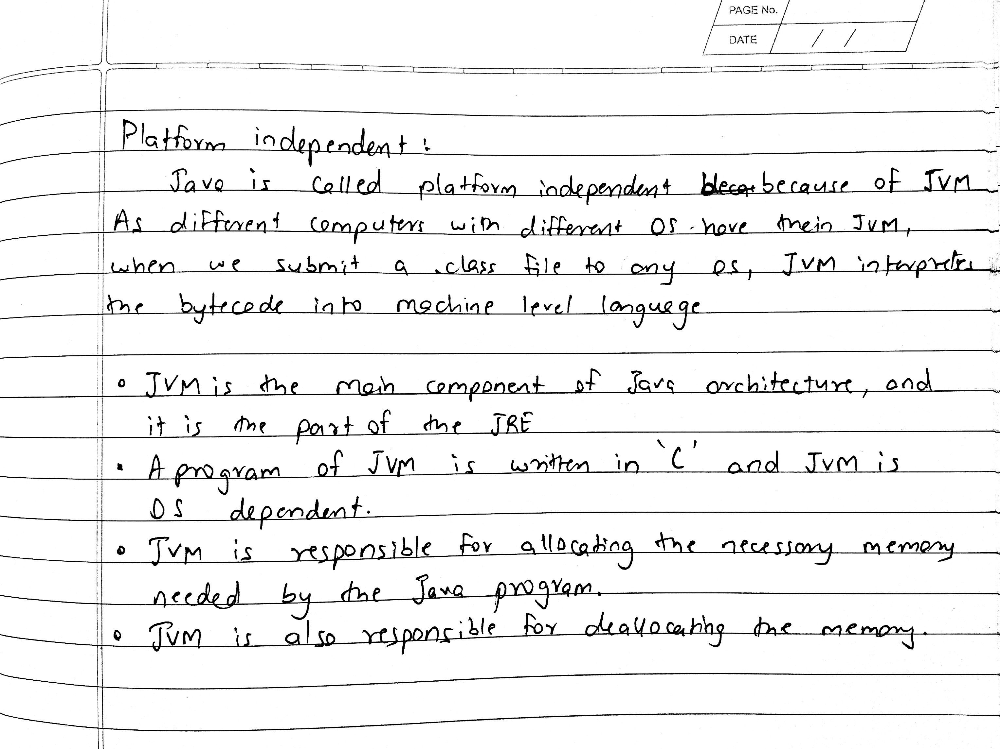 PAGE No.
DATE / /
Platform independent :
Java is called platform independent because of JVM
As different computers with different OS have their JVM,
when we submit a .class file to any os, JVM interpretes
the bytecode into machine level language
• JVM is the main component of Java architecture, and
it is the part of the JRE
• A program of JVM is written in 'C' and JVM is
OS dependent.
• JVM is responsible for allocating the necessary memory
needed by the Java program.
• JVM is also responsible for deallocating the memory.